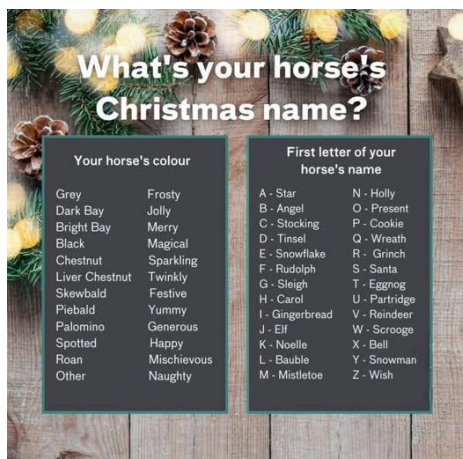 What's your horse's
Christmas name?
Your horse's colour
Grey Frosty
Dark Bay Jolly
Bright Bay Merry
Black Magical
Chestnut Sparkling
Liver Chestnut Twinkly
Skewbald Festive
Piebald Yummy
Palomino Generous
Spotted Happy
Roan Mischievous
Other Naughty
First letter of your
horse's name
A - Star
B - Angel
C - Stocking
D - Tinsel
E - Snowflake
F - Rudolph
G - Sleigh
H - Carol
I - Gingerbread
J - Elf
K - Noelle
L - Bauble
M - Mistletoe
N - Holly
O - Present
P - Cookie
Q - Wreath
R - Grinch
S - Santa
T - Eggnog
U - Partridge
V - Reindeer
W - Scrooge
X - Bell
Y - Snowman
Z - Wish